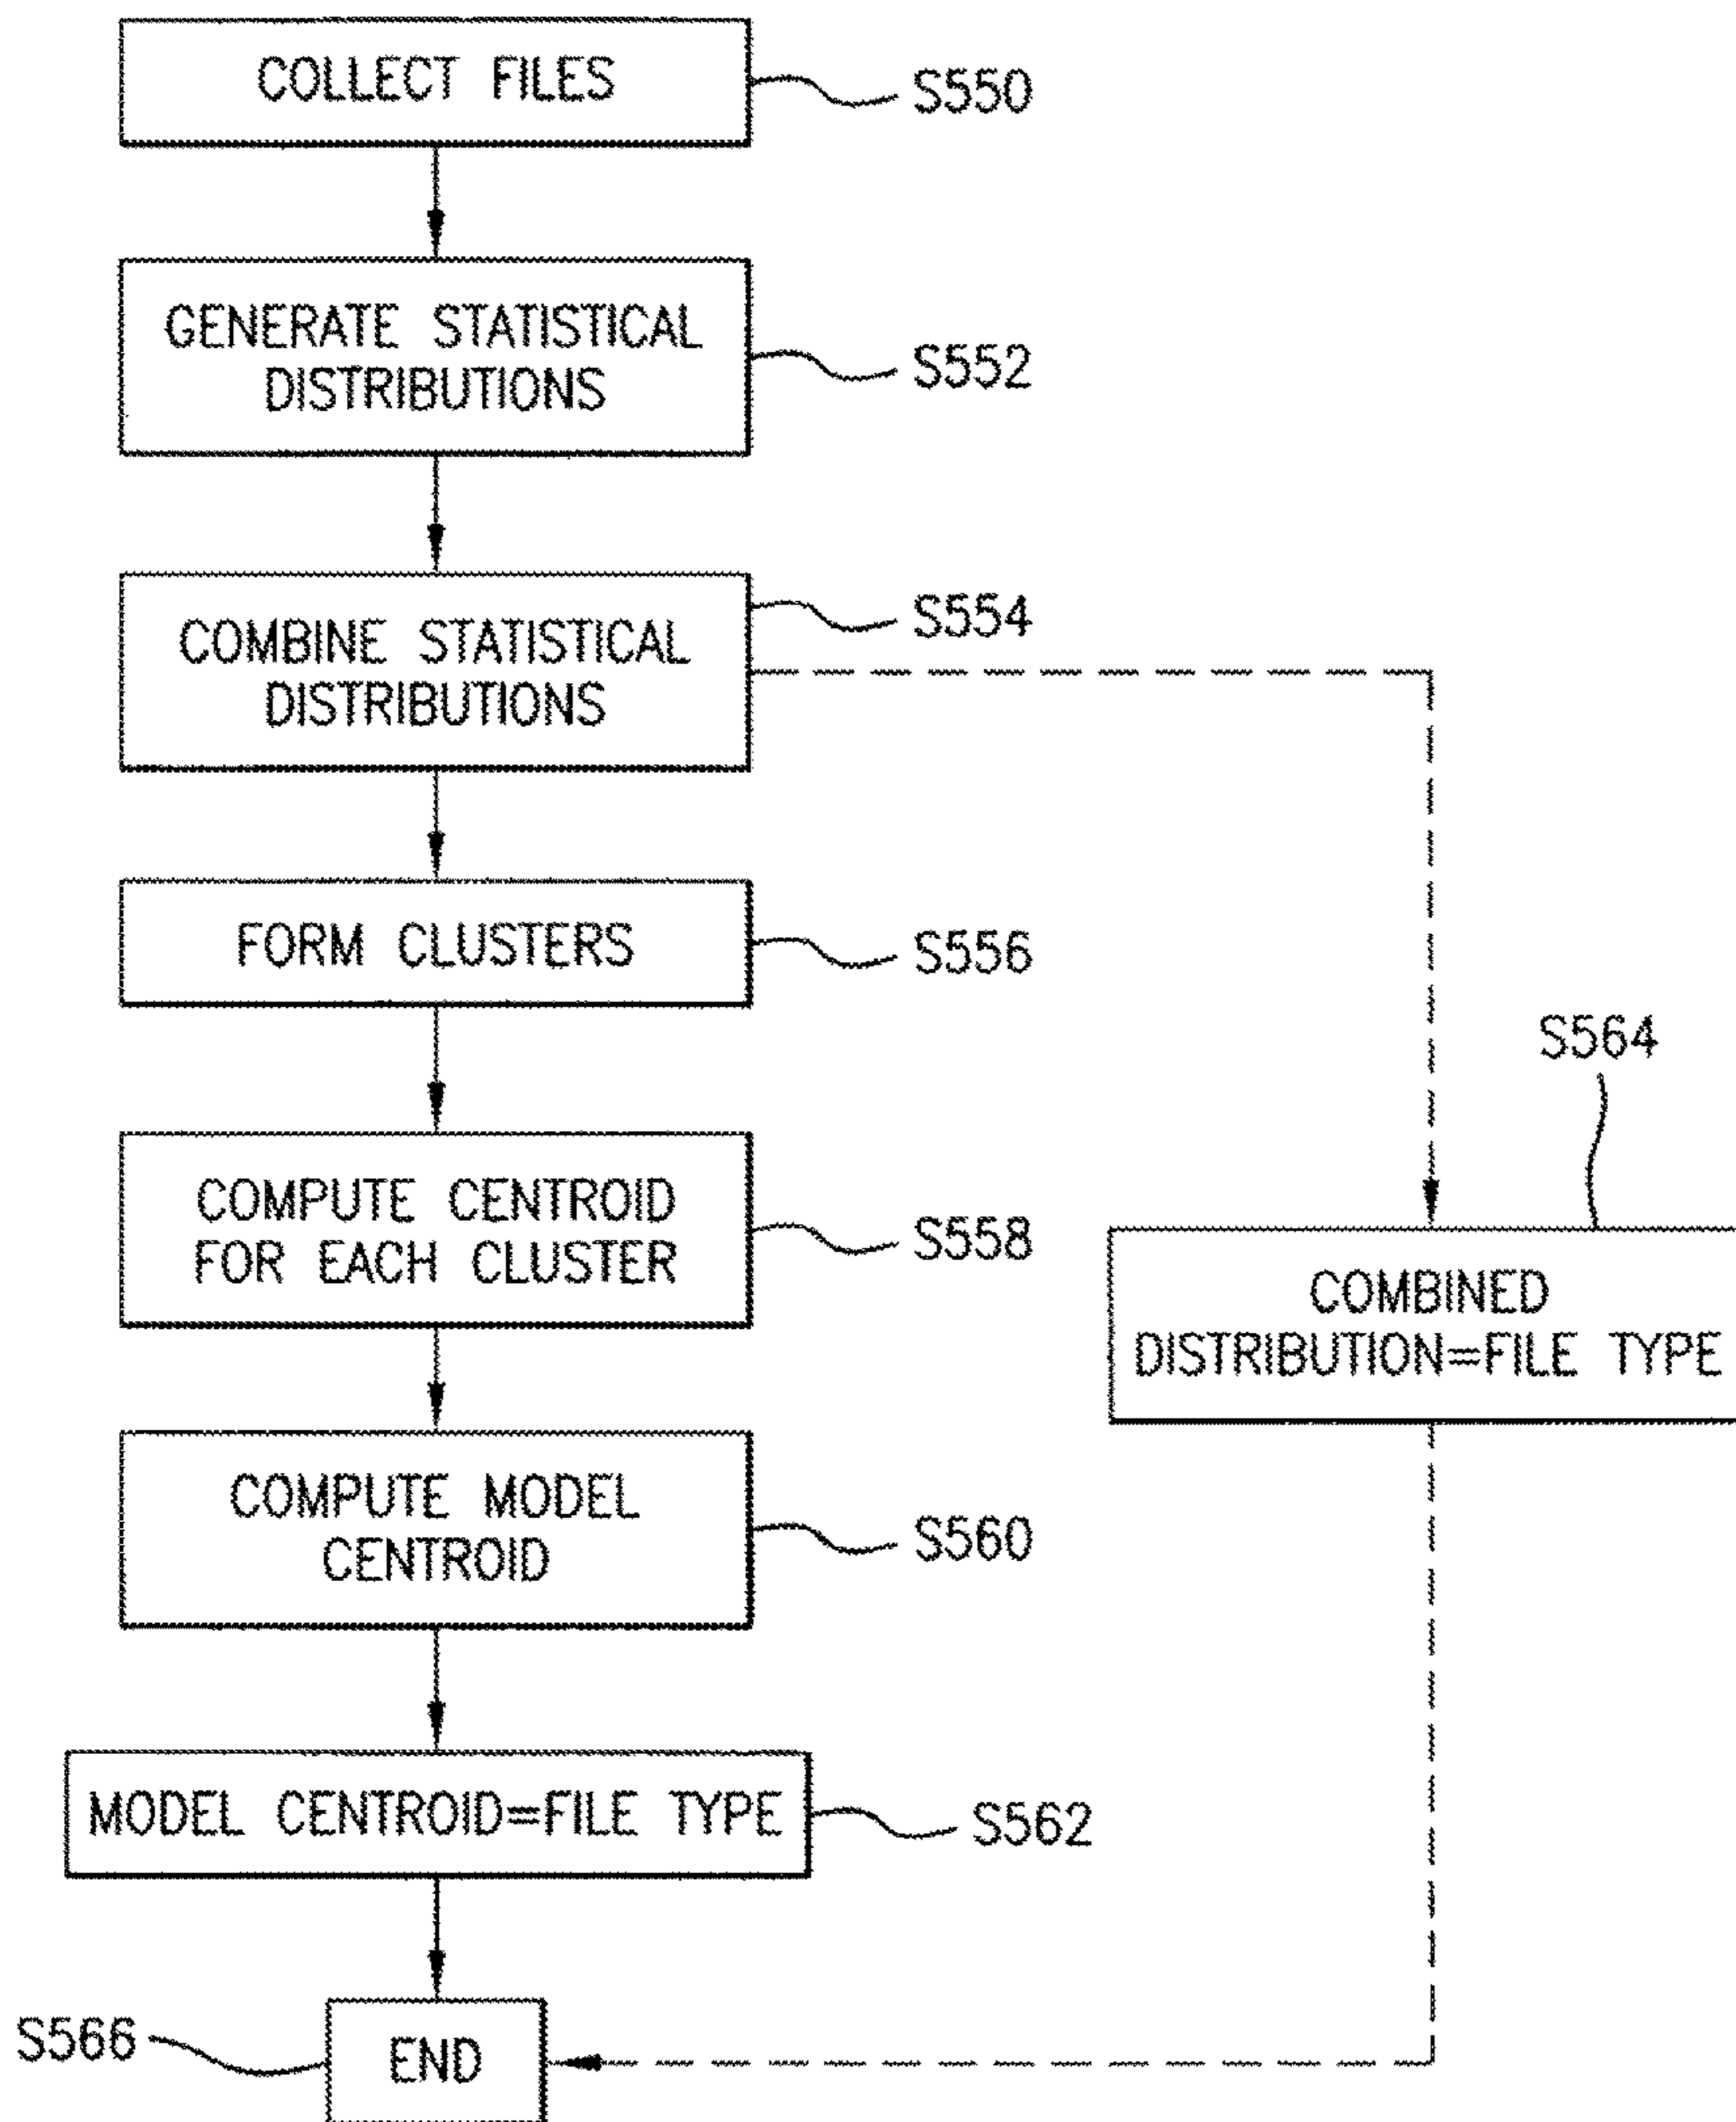 COLLECT FILES
S550
GENERATE STATISTICAL
DISTRIBUTIONS
S552
COMBINE STATISTICAL
DISTRIBUTIONS
S554
FORM CLUSTERS
S556
COMPUTE CENTROID
FOR EACH CLUSTER
S558
S564
COMBINED
DISTRIBUTION=FILE TYPE
COMPUTE MODEL
CENTROID
S560
MODEL CENTROID=FILE TYPE
S562
S566
END